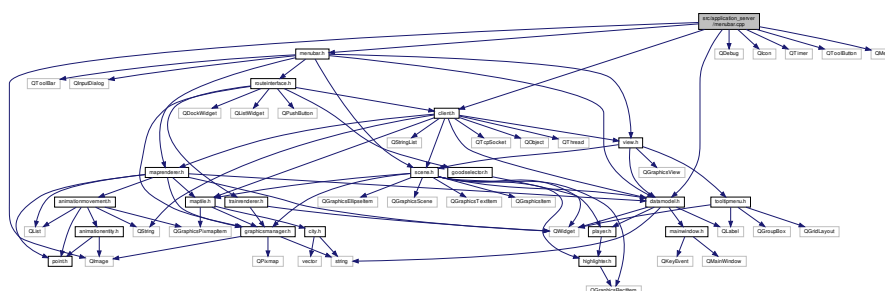 src/application_server
/menubar.cpp
menubar.h
QDebug
QIcon
QTimer
QToolButton
QMe
QToolBar
QInputDialog
routeinterface.h
QDockWidget
QListWidget
QPushButton
client.h
QStringList
QTcpSocket
QObject
QThread
view.h
QGraphicsView
maprenderer.h
scene.h
goodselector.h
animationmovement.h
maptile.h
trainrenderer.h
QGraphicsEllipseItem
QGraphicsScene
QGraphicsTextItem
QGraphicsItem
datamodel.h
tooltipmenu.h
QList
animationentity.h
QString
QGraphicsPixmapItem
graphicsmanager.h
city.h
QWidget
player.h
mainwindow.h
QLabel
QGroupBox
QGridLayout
point.h
QImage
QPixmap
vector
string
highlighter.h
QKeyEvent
QMainWindow
QGraphicsRectItem